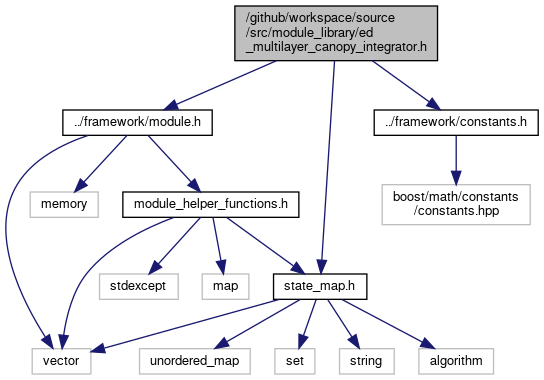 /github/workspace/source
/src/module_library/ed
_multilayer_canopy_integrator.h
../framework/module.h
../framework/constants.h
memory
module_helper_functions.h
boost/math/constants
/constants.hpp
stdexcept
map
state_map.h
vector
unordered_map
set
string
algorithm